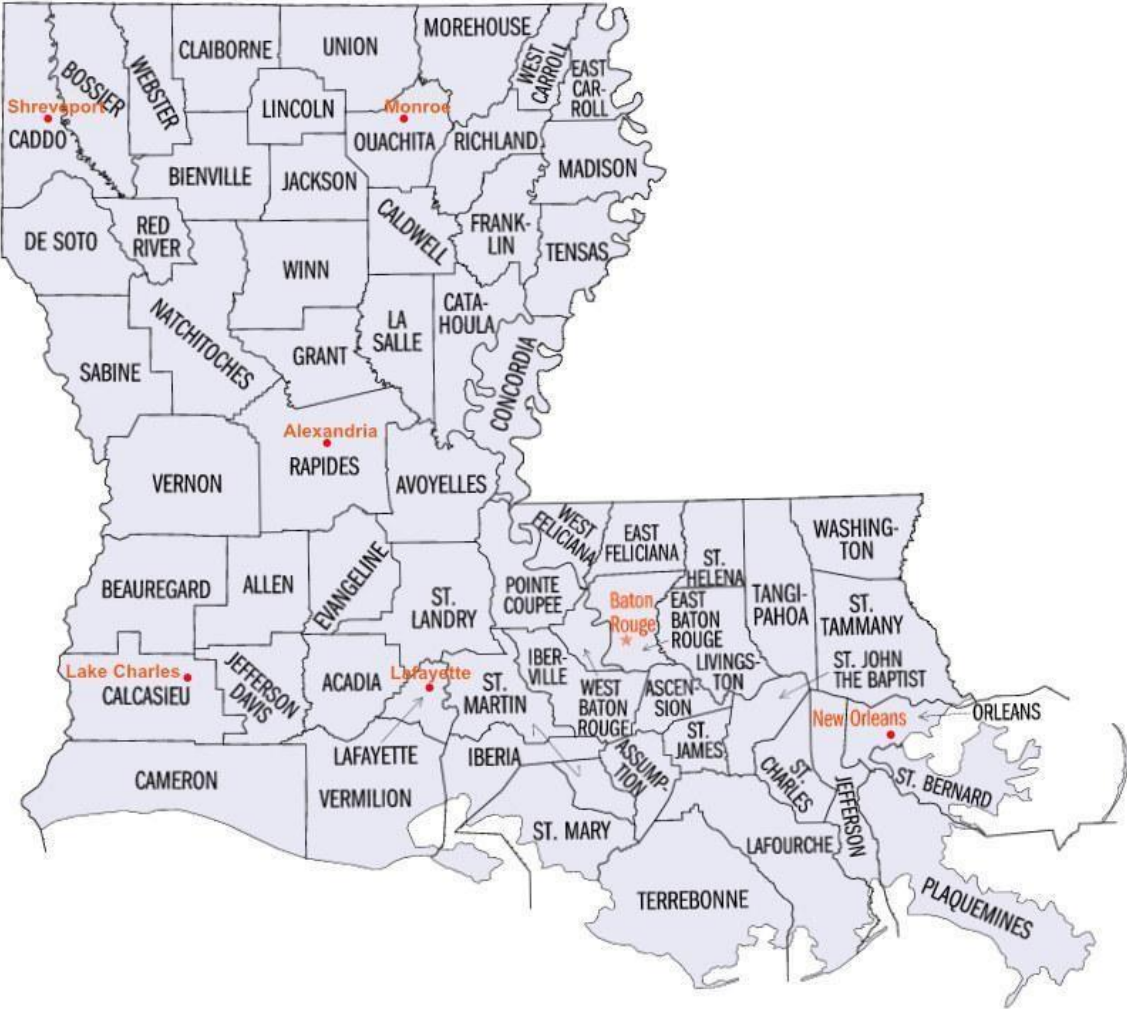 MOREHOUSE
CLAIBORNE
UNION
WEST
CARROLL
EAST
CAR-
ROLL
BOSSIER
WEBSTER
LINCOLN
Shreveport
Monroe
CADDO
OUACHITA
RICHLAND
MADISON
BIENVILLE
JACKSON
CALDWELL
FRANK-
LIN
TENSAS
DE SOTO
RED
RIVER
WINN
NATCHITOCHES
CATA-
HOULA
LA
SALLE
GRANT
SABINE
CONCORDIA
Alexandria
RAPIDES
VERNON
AVOYELLES
WEST
FELICIANA
EAST
FELICIANA
ST.
HELENA
WASHING-
TON
BEAUREGARD
ALLEN
EVANGELINE
ST.
LANDRY
POINTE
COUPEE
Baton
Rouge
EAST
BATON
ROUGE
TANGI-
PAHOA
ST.
TAMMANY
Lake Charles
CALCASIEU
JEFFERSON
DAVIS
ACADIA
Lafayette
ST.
MARTIN
IBER-
VILLE
WEST
BATON
ROUGE
ASCEN-
SION
LIVINGS-
TON
ST. JOHN
THE BAPTIST
New Orleans
ORLEANS
LAFAYETTE
IBERIA
ASSUMP-
TION
ST.
JAMES
ST.
CHARLES
JEFFERSON
ST. BERNARD
CAMERON
VERMILION
ST. MARY
LAFOURCHE
TERREBONNE
PLAQUEMINES